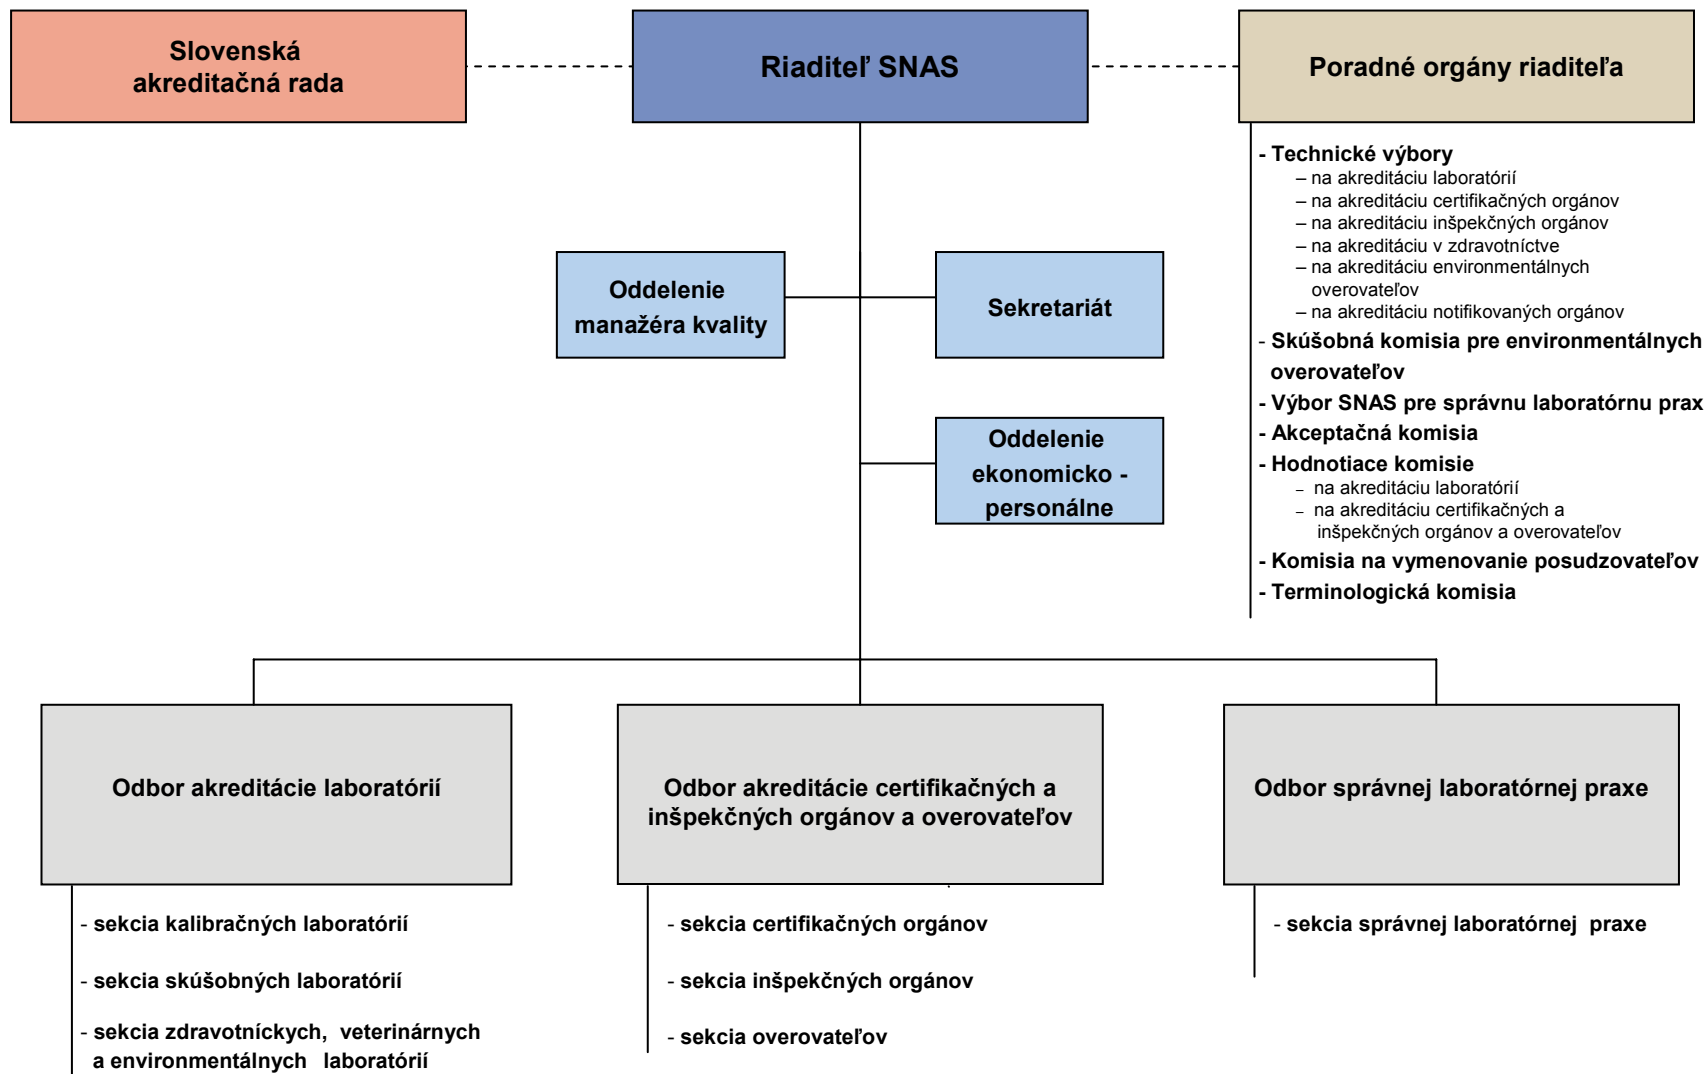 Slovenská
akreditačná rada
Riaditeľ SNAS
Poradné orgány riaditeľa
- Technické výbory
– na akreditáciu laboratórií
– na akreditáciu certifikačných orgánov
– na akreditáciu inšpekčných orgánov
– na akreditáciu v zdravotníctve
– na akreditáciu environmentálnych
overovateľov
– na akreditáciu notifikovaných orgánov
- Skúšobná komisia pre environmentálnych
overovateľov
- Výbor SNAS pre správnu laboratórnu prax
- Akceptačná komisia
- Hodnotiace komisie
– na akreditáciu laboratórií
– na akreditáciu certifikačných a
inšpekčných orgánov a overovateľov
- Komisia na vymenovanie posudzovateľov
- Terminologická komisia
Oddelenie
manažéra kvality
Sekretariát
Oddelenie
ekonomicko -
personálne
Odbor akreditácie laboratórií
- sekcia kalibračných laboratórií
- sekcia skúšobných laboratórií
- sekcia zdravotníckych, veterinárnych
a environmentálnych laboratórií
Odbor akreditácie certifikačných a
inšpekčných orgánov a overovateľov
- sekcia certifikačných orgánov
- sekcia inšpekčných orgánov
- sekcia overovateľov
Odbor správnej laboratórnej praxe
- sekcia správnej laboratórnej praxe